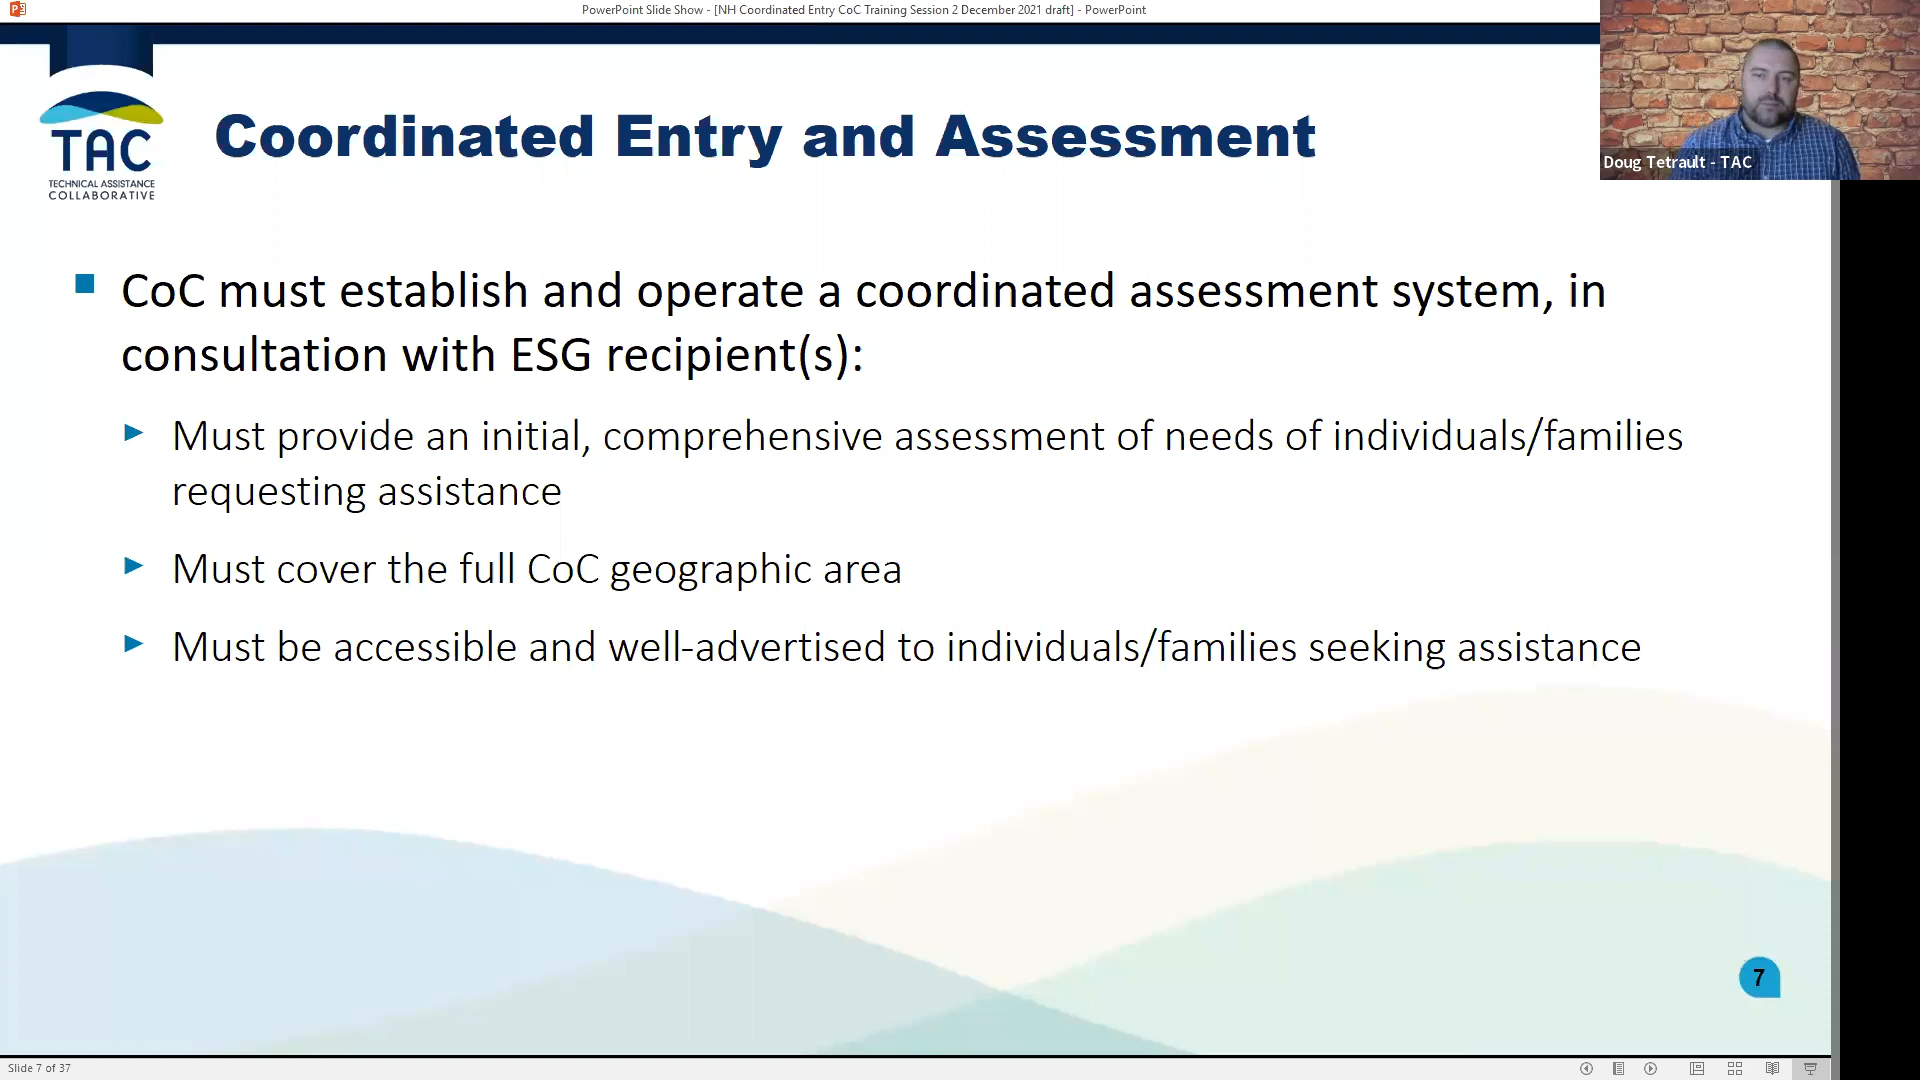 PowerPoint Slide Show - [NH Coordinated Entry CoC Training Session 2 December 2021 draft] - PowerPoint
TAC
TECHNICAL ASSISTANCE
COLLABORATIVE
Coordinated Entry and Assessment
Doug Tetrault - TAC
CoC must establish and operate a coordinated assessment system, in
consultation with ESG recipient(s):
Must provide an initial, comprehensive assessment of needs of individuals/families
requesting assistance
Must cover the full CoC geographic area
Must be accessible and well-advertised to individuals/families seeking assistance
7
Slide 7 of 37